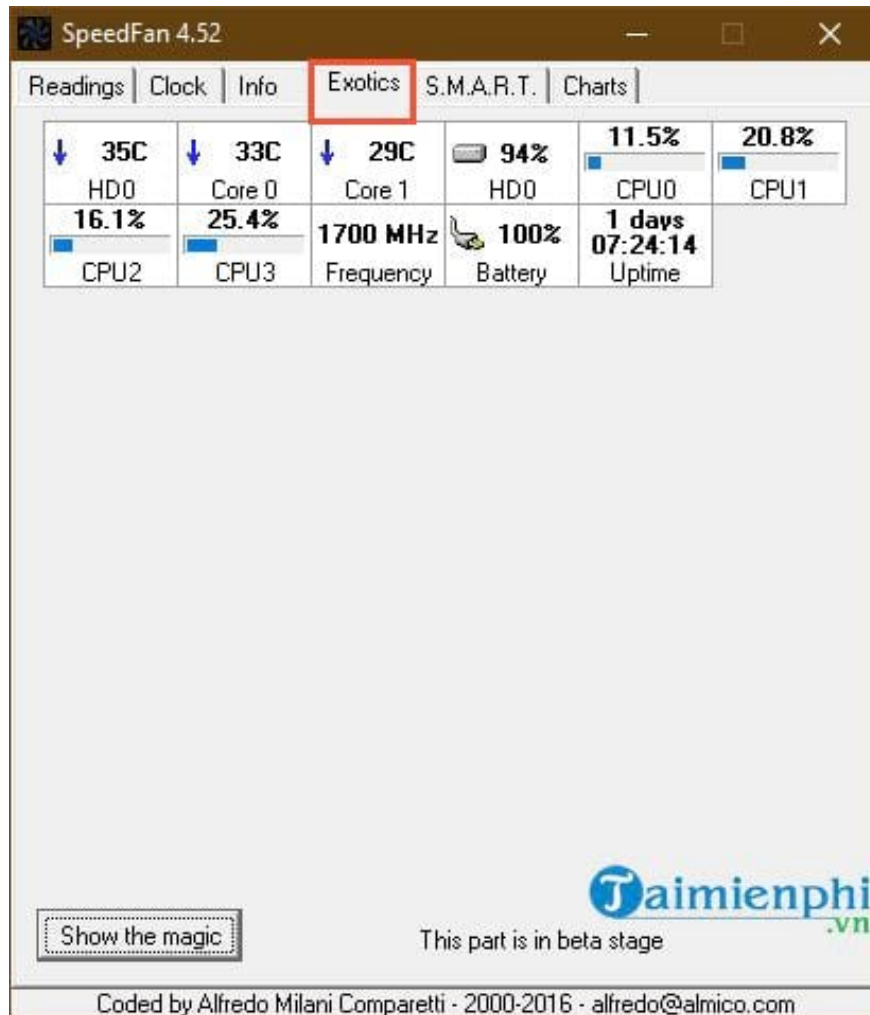 SpeedFan 4.52
Readings Clock Info Exotics S.M.A.R.T. Charts
35C 33C 29C 94% 11.5% 20.8%
HD0 Core 0 Core 1 HD0 CPU0 CPU1
16.1% 25.4% 1700 MHz 100% 1 days 07:24:14
CPU2 CPU3 Frequency Battery Uptime
Taimienphi
.vn
Show the magic
This part is in beta stage
Coded by Alfredo Milani Comparetti - 2000-2016 - alfredo@almico.com